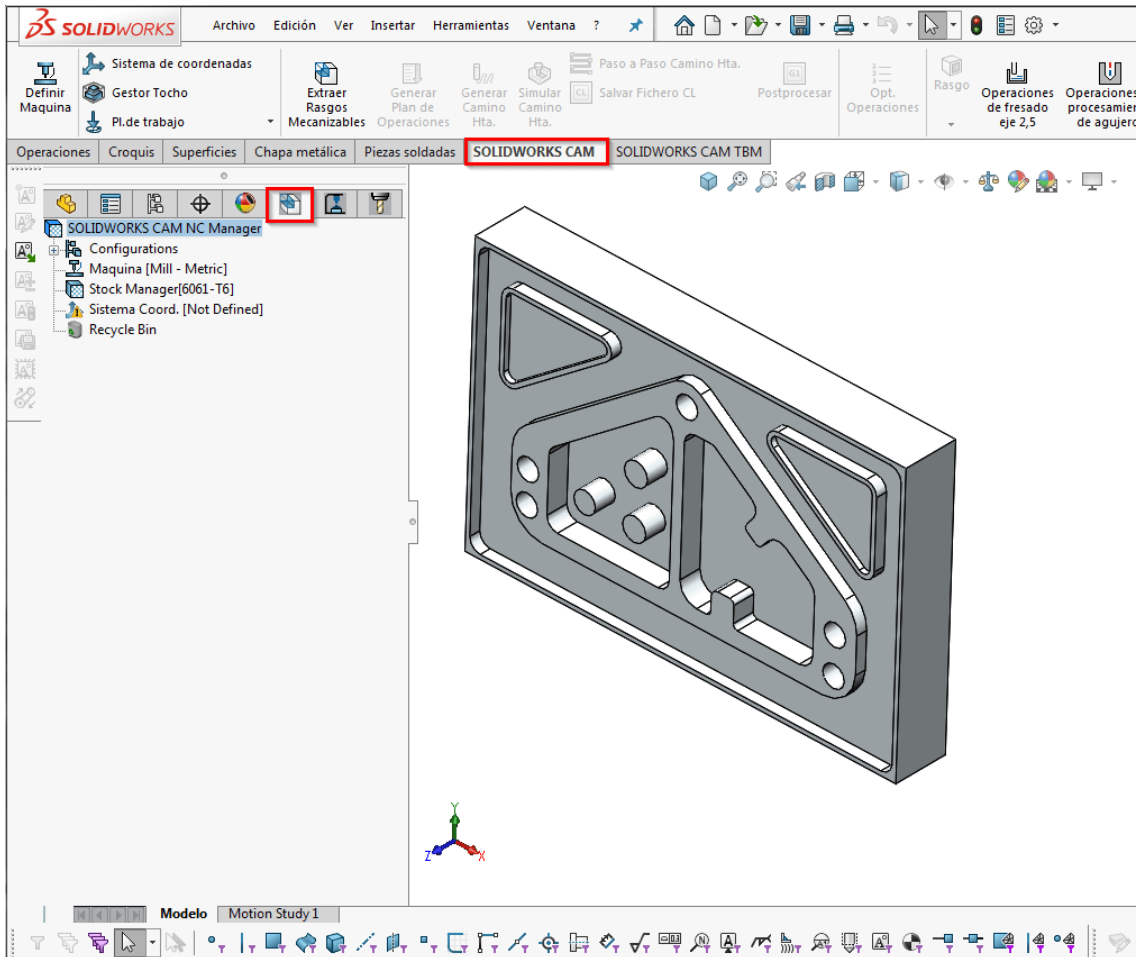 SOLIDWORKS Archivo Edición Ver Insertar Herramientas Ventana ?
Definir Maquina
Sistema de coordenadas
Gestor Tocho
Pl.de trabajo
Extraer Rasgos Mecanizables
Generar Plan de Operaciones
Generar Camino Hta.
Simular Camino Hta.
Paso a Paso Camino Hta.
CL Salvar Fichero CL
G1 Postprocesar
Opt. Operaciones
Rasgo
Operaciones de fresado eje 2,5
Operaciones procesamien de agujero
Operaciones Croquis Superficies Chapa metálica Piezas soldadas SOLIDWORKS CAM SOLIDWORKS CAM TBM
SOLIDWORKS CAM NC Manager
Configurations
Maquina [Mill - Metric]
Stock Manager[6061-T6]
Sistema Coord. [Not Defined]
Recycle Bin
Y
Z X
Modelo Motion Study 1